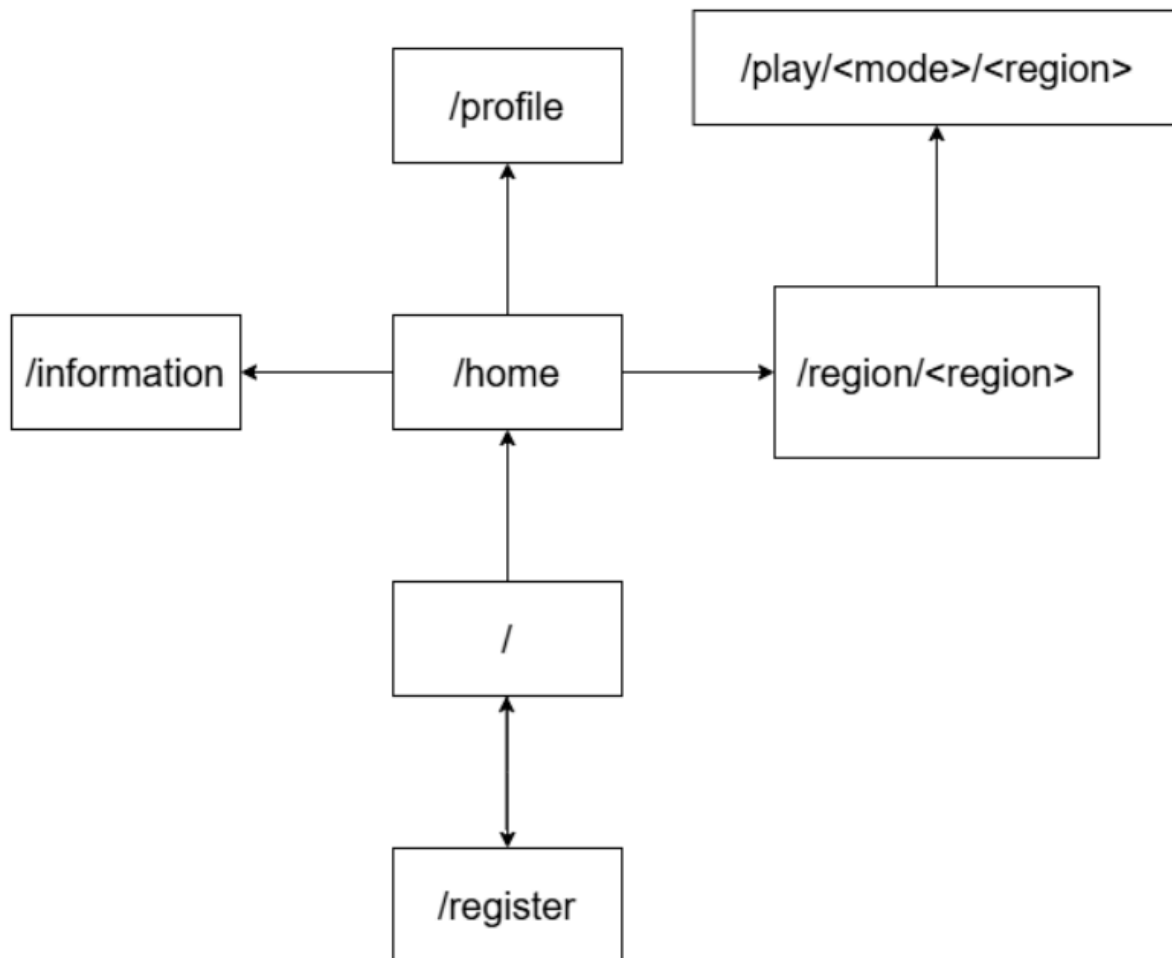 /play/<mode>/<region>
/profile
/information
/home
/region/<region>
/
/register